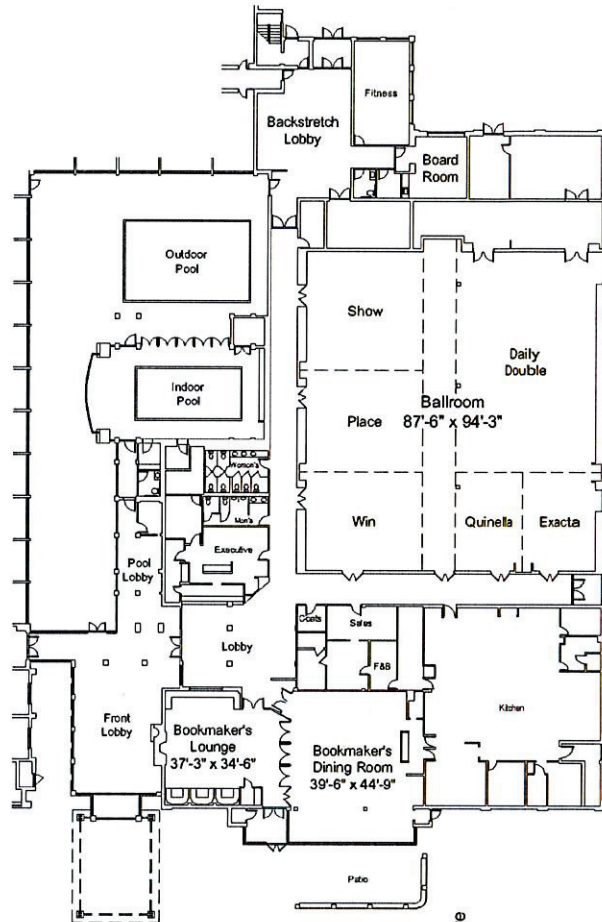 Fitness
Backstretch
Lobby
Board
Room
Outdoor
Pool
Show
Daily
Double
Indoor
Pool
Place
Ballroom
87'-6" x 94'-3"
Women's
Men's
Win
Quinella
Exacta
Executive
Pool
Lobby
Coats
Sales
Lobby
F&B
Kitchen
Front
Lobby
Bookmaker's
Lounge
37'-3" x 34'-6"
Bookmaker's
Dining Room
39'-6" x 44'-9"
Patio
e